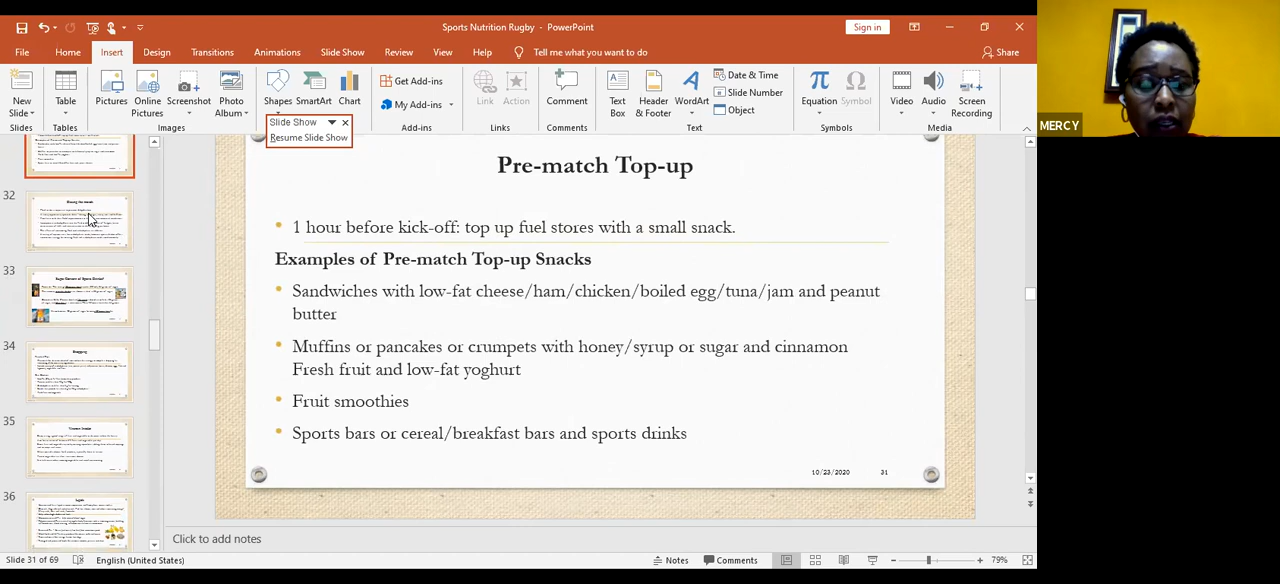 Sports Nutrition Rugby - PowerPoint
Sign in
File Home Insert Design Transitions Animations Slide Show Review View Help Tell me what you want to do Share
New Slide
Table
Pictures
Online Pictures
Screenshot
Photo Album
Shapes
SmartArt
Chart
Get Add-ins
My Add-ins
Link
Action
Comment
Text Box
Header & Footer
WordArt
Date & Time
Slide Number
Object
Equation
Symbol
Video
Audio
Screen Recording
Slides Tables Images Add-ins Links Comments Text Symbols Media
Slide Show
Resume Slide Show
MERCY
32
33
34
35
36
Pre-match Top-up
1 hour before kick-off: top up fuel stores with a small snack.
Examples of Pre-match Top-up Snacks
Sandwiches with low-fat cheese/ham/chicken/boiled egg/tuna/jam and peanut
butter
Muffins or pancakes or crumpets with honey/syrup or sugar and cinnamon
Fresh fruit and low-fat yoghurt
Fruit smoothies
Sports bars or cereal/breakfast bars and sports drinks
10/23/2020 31
Click to add notes
Slide 31 of 69 English (United States) Notes Comments 79%